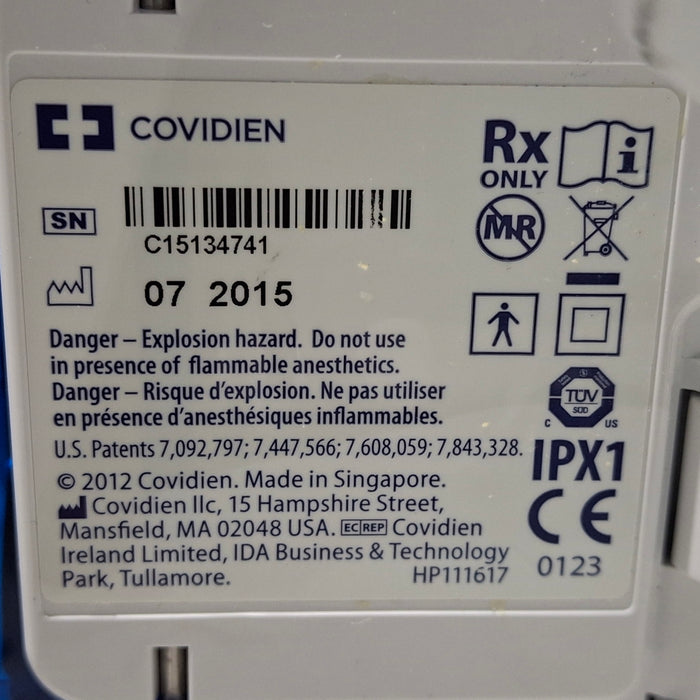 COVIDIEN
Rx
ONLY
i
SN
C15134741
MR
07 2015
Danger – Explosion hazard. Do not use
in presence of flammable anesthetics.
Danger – Risque d'explosion. Ne pas utiliser
en présence d'anesthésiques inflammables.
TÜV
SÜD
C US
U.S. Patents 7,092,797; 7,447,566; 7,608,059; 7,843,328.
IPX1
© 2012 Covidien. Made in Singapore.
Covidien llc, 15 Hampshire Street,
Mansfield, MA 02048 USA. EC REP Covidien
Ireland Limited, IDA Business & Technology
Park, Tullamore.
HP111617
CE
0123